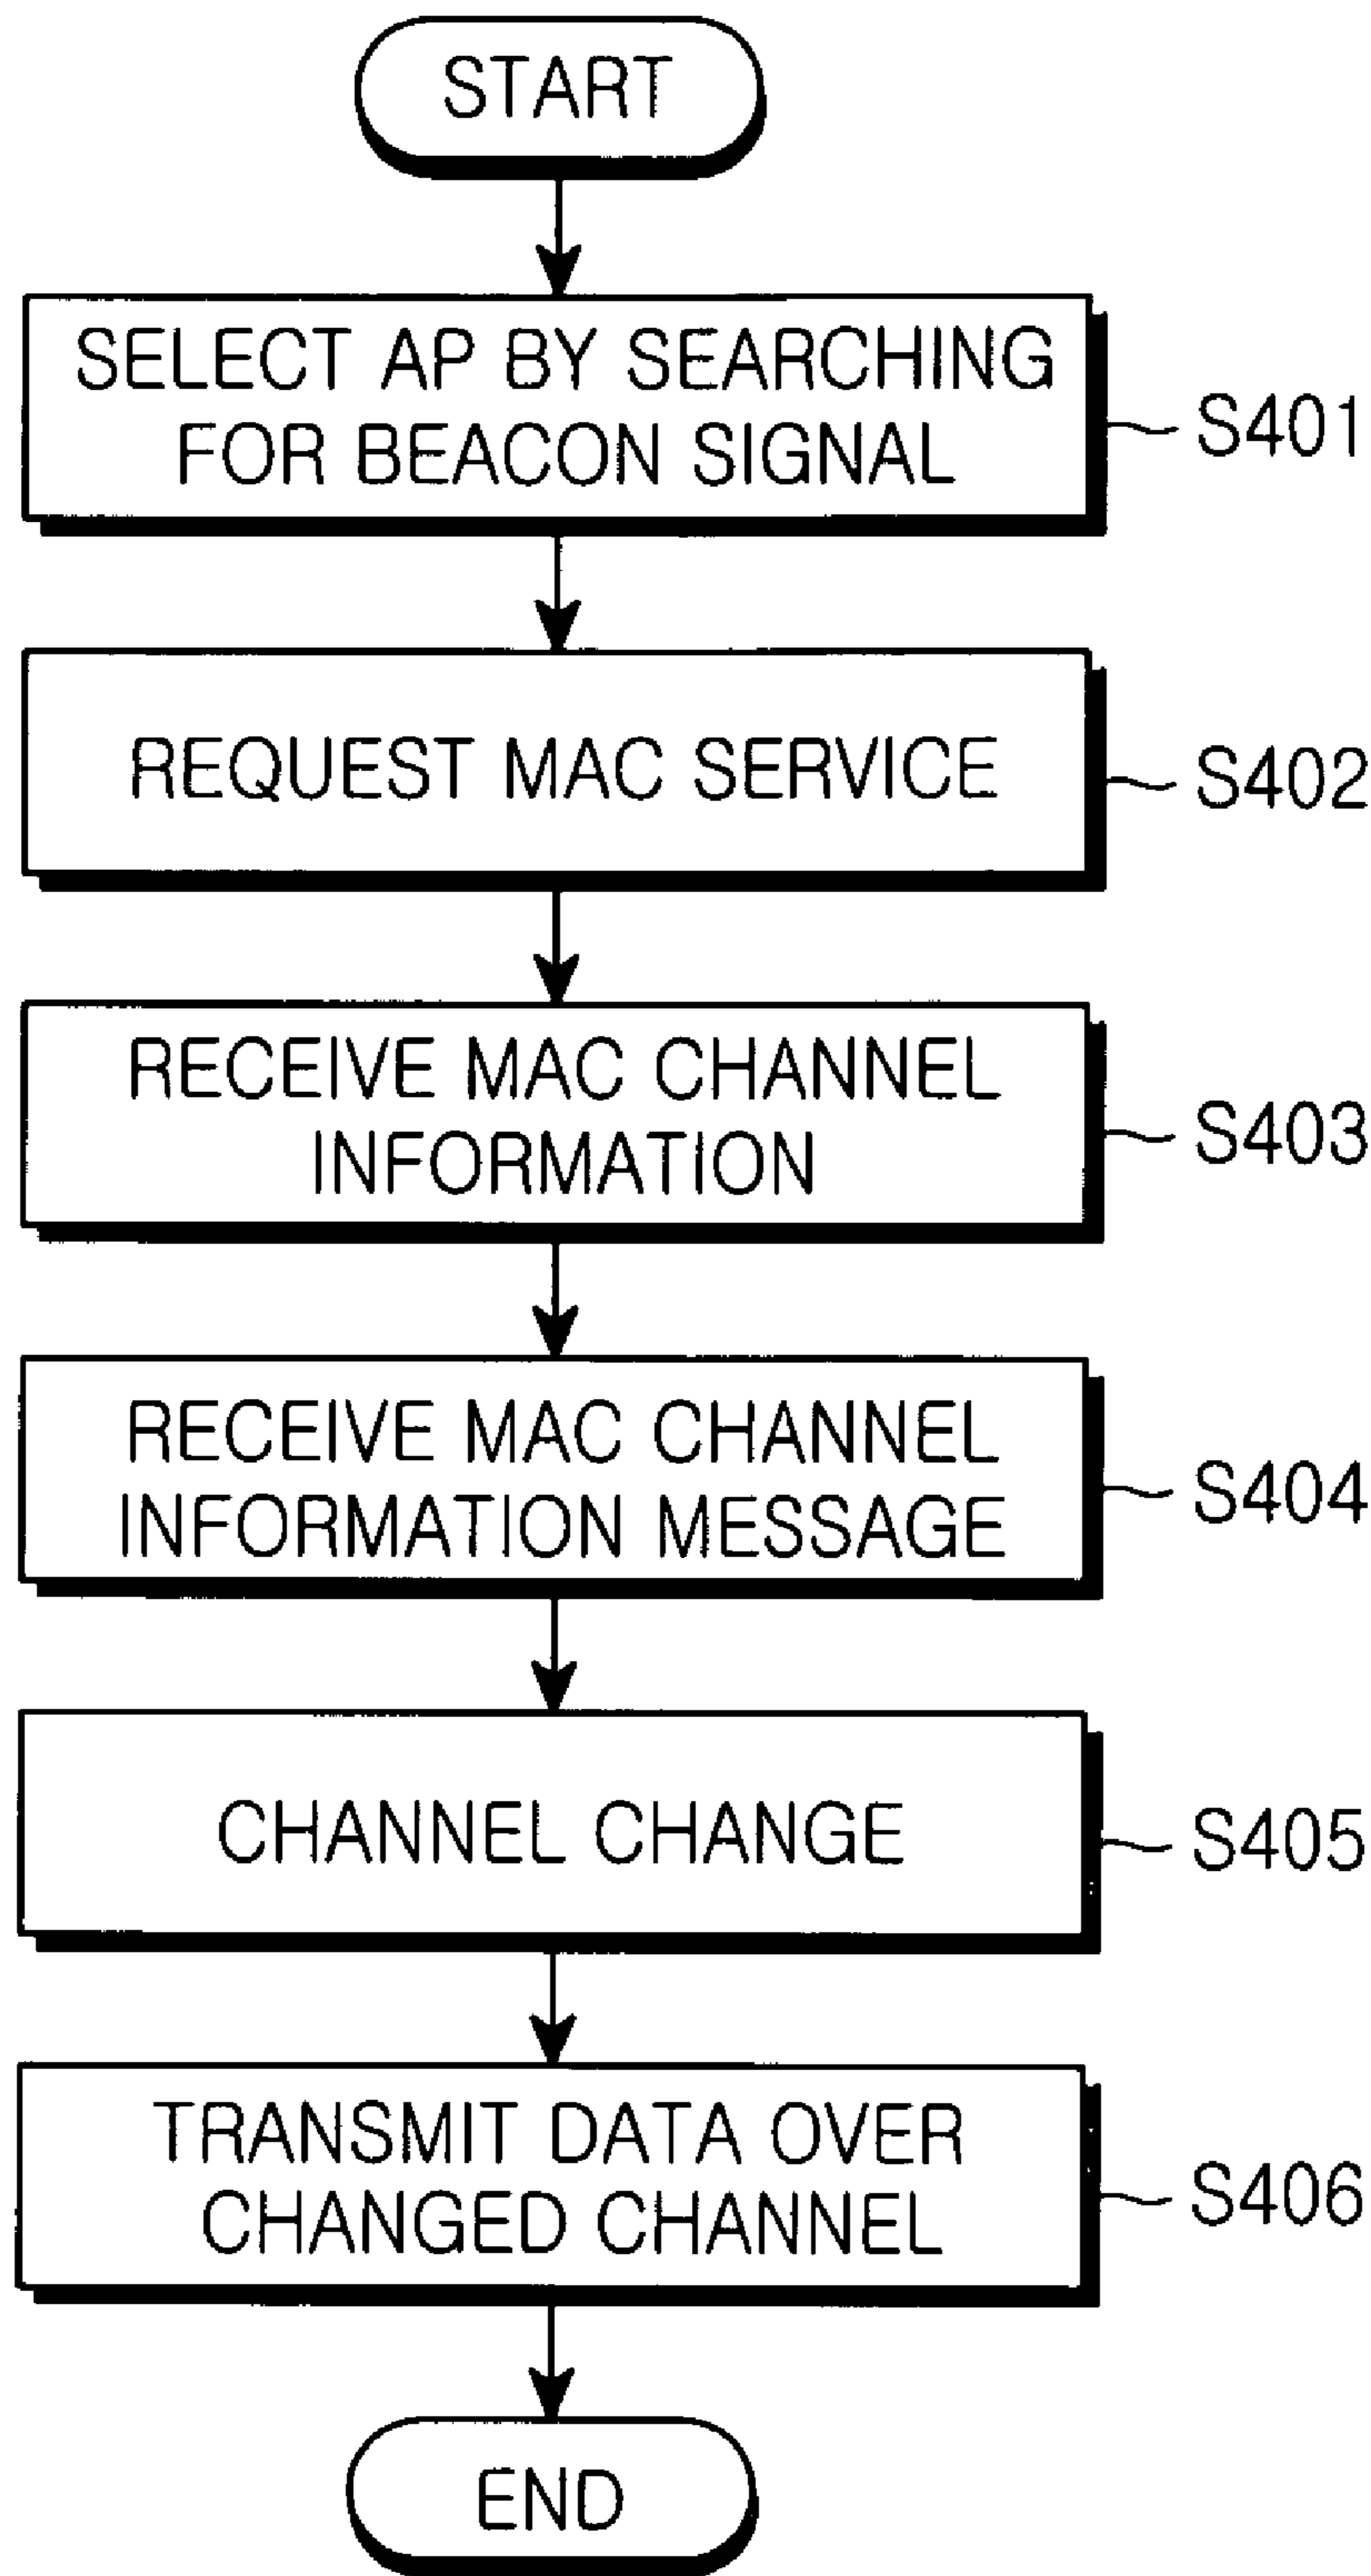 START
SELECT AP BY SEARCHING
FOR BEACON SIGNAL
S401
REQUEST MAC SERVICE
S402
RECEIVE MAC CHANNEL
INFORMATION
S403
RECEIVE MAC CHANNEL
INFORMATION MESSAGE
S404
CHANNEL CHANGE
S405
TRANSMIT DATA OVER
CHANGED CHANNEL
S406
END